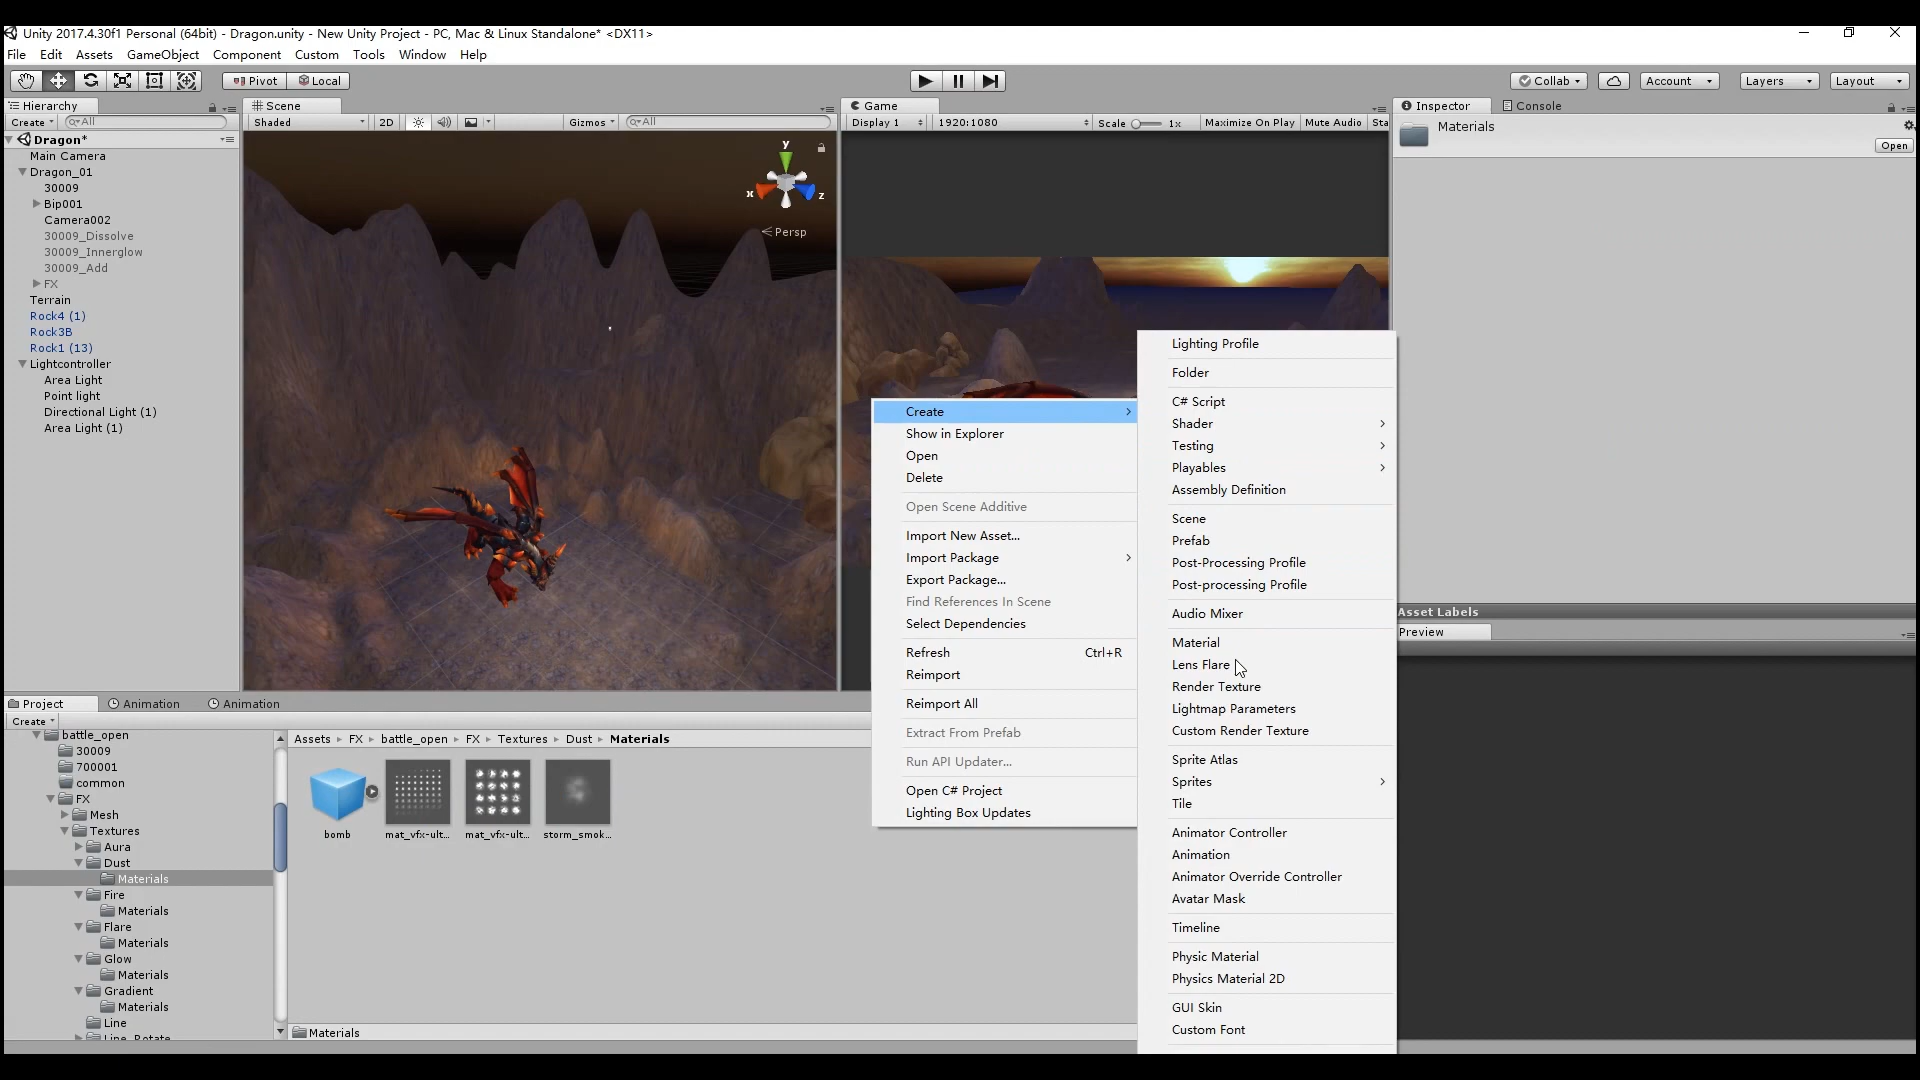 Unity 2017.4.30f1 Personal (64bit) - Dragon.unity - New Unity Project - PC, Mac & Linux Standalone* <DX11>
File Edit Assets GameObject Component Custom Tools Window Help
Pivot Local Collab Account Layers Layout
Hierarchy
Create All
Dragon*
Main Camera
Dragon_01
30009
Bip001
Camera002
30009_Dissolve
30009_Innerglow
30009_Add
FX
Terrain
Rock4 (1)
Rock3B
Rock1 (13)
Lightcontroller
Area Light
Point light
Directional Light (1)
Area Light (1)
Scene
Shaded 2D Gizmos All
y
x
z
Persp
Game
Display 1 1920:1080 Scale 1x Maximize On Play Mute Audio Sta
Inspector Console
Materials
Open
Asset Labels
Preview
Create
Show in Explorer
Open
Delete
Open Scene Additive
Import New Asset...
Import Package
Export Package...
Find References In Scene
Select Dependencies
Refresh Ctrl+R
Reimport
Reimport All
Extract From Prefab
Run API Updater...
Open C# Project
Lighting Box Updates
Lighting Profile
Folder
C# Script
Shader
Testing
Playables
Assembly Definition
Scene
Prefab
Post-Processing Profile
Post-processing Profile
Audio Mixer
Material
Lens Flare
Render Texture
Lightmap Parameters
Custom Render Texture
Sprite Atlas
Sprites
Tile
Animator Controller
Animation
Animator Override Controller
Avatar Mask
Timeline
Physic Material
Physics Material 2D
GUI Skin
Custom Font
Project Animation Animation
Create
battle_open
30009
700001
common
FX
Mesh
Textures
Aura
Dust
Materials
Fire
Materials
Flare
Materials
Glow
Materials
Gradient
Materials
Line
Line_Rotate
Assets FX battle_open FX Textures Dust Materials
bomb mat_vfx-ult... mat_vfx-ult... storm_smok...
Materials